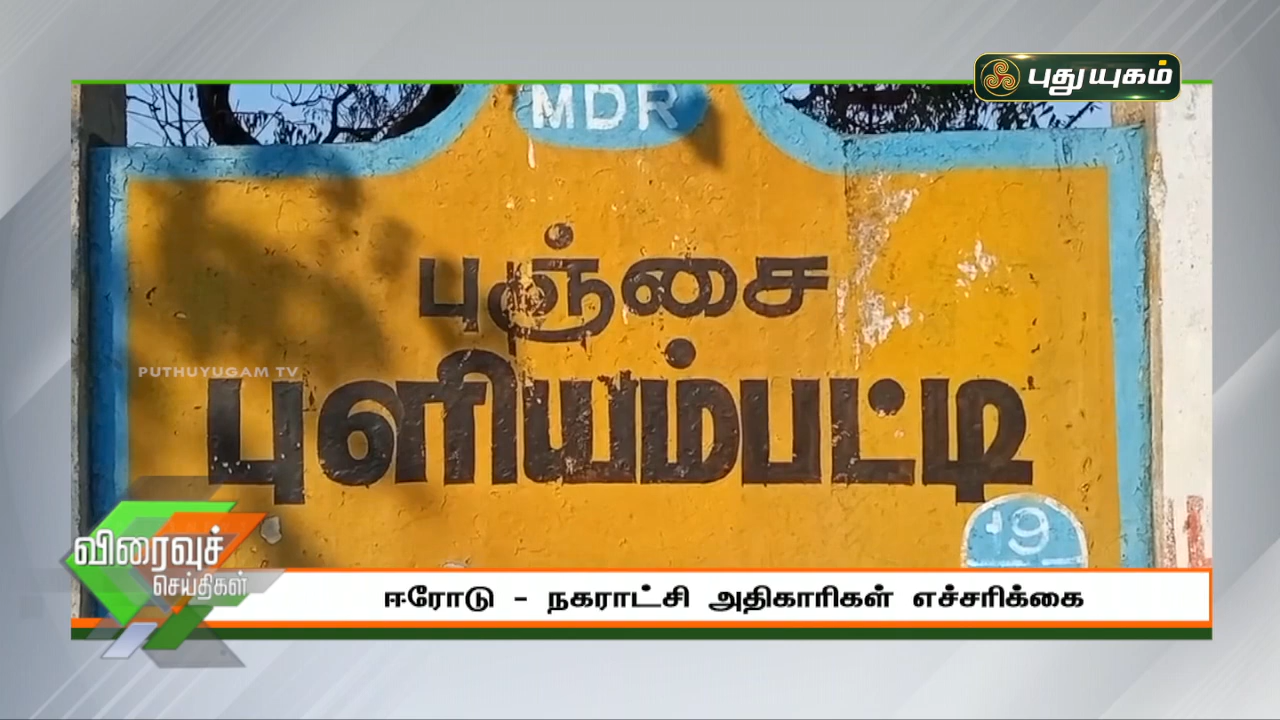 புதுயுகம்
MDR
புஞ்சை
PUTHUYUGAM TV
புளியம்பட்டி
19
விரைவுச்
செய்திகள்
ஈரோடு - நகராட்சி அதிகாரிகள் எச்சரிக்கை